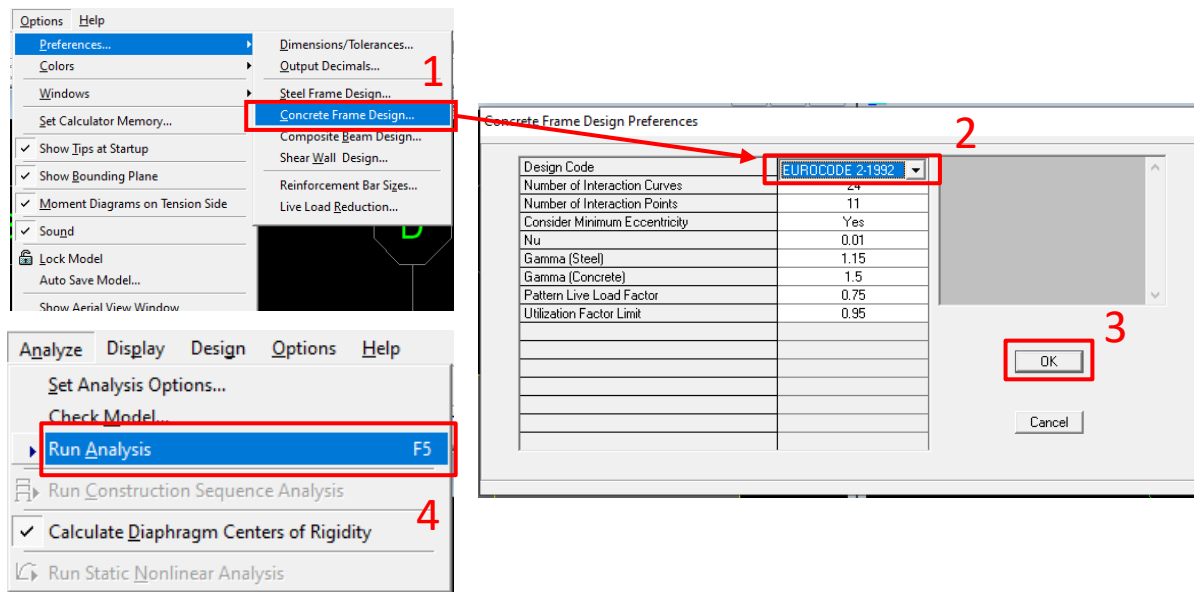 Options Help
Preferences...
Colors
Windows
Set Calculator Memory...
Show Tips at Startup
Show Bounding Plane
Moment Diagrams on Tension Side
Sound
Lock Model
Auto Save Model...
Show Aerial View Window
Dimensions/Tolerances...
Output Decimals...
1
Steel Frame Design...
Concrete Frame Design...
Composite Beam Design...
Shear Wall Design...
Reinforcement Bar Sizes...
Live Load Reduction...
D
Concrete Frame Design Preferences
2
Design Code EUROCODE 2-1992
Number of Interaction Curves 24
Number of Interaction Points 11
Consider Minimum Eccentricity Yes
Nu 0.01
Gamma (Steel) 1.15
Gamma (Concrete) 1.5
Pattern Live Load Factor 0.75
Utilization Factor Limit 0.95
3
OK
Cancel
Analyze Display Design Options Help
Set Analysis Options...
Check Model...
Run Analysis F5
Run Construction Sequence Analysis
4
Calculate Diaphragm Centers of Rigidity
Run Static Nonlinear Analysis